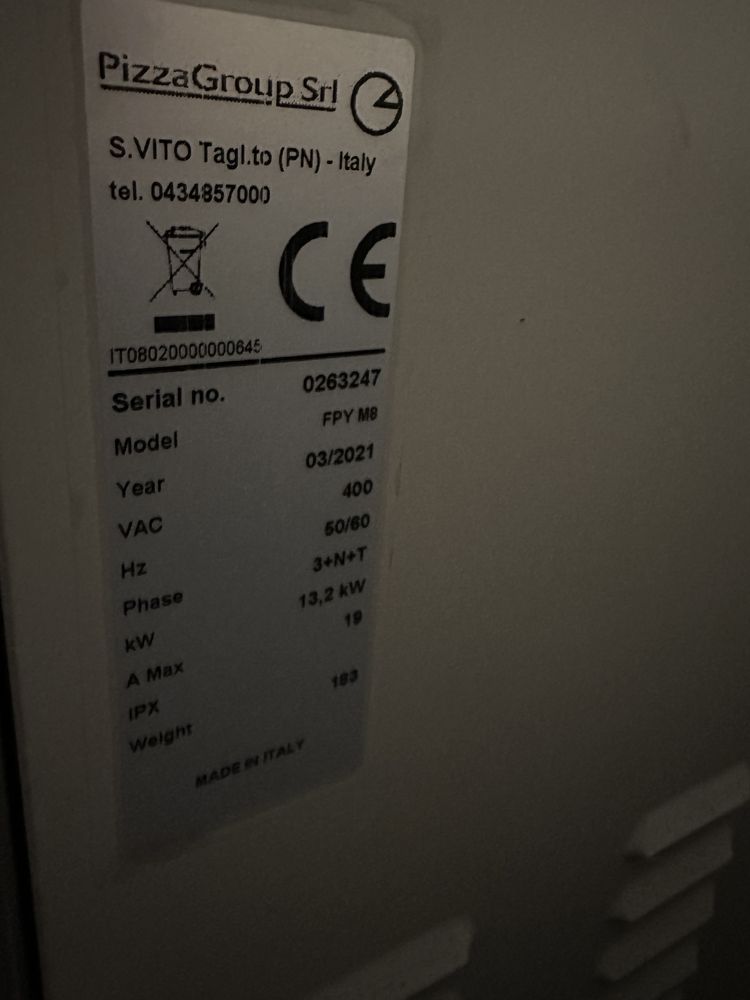 PizzaGroup Srl
S.VITO Tagl.to (PN) - Italy
tel. 0434857000
CE
IT08020000000645
Serial no. 0263247
Model FPY M8
Year 03/2021
VAC 400
Hz 50/60
Phase 3+N+T
kW 13,2 kW
A Max 19
IPX
Weight 183
MADE IN ITALY